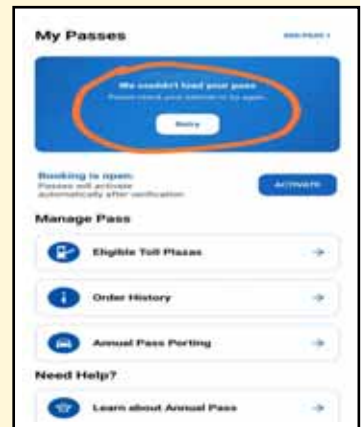 My Passes
We couldn't load your pass
Please check your internet or try again.
Retry
Booking is open:
Passes will activate
automatically after verification
ACTIVATE
Manage Pass
Eligible Toll Plazas
Order History
Annual Pass Porting
Need Help?
Learn about Annual Pass